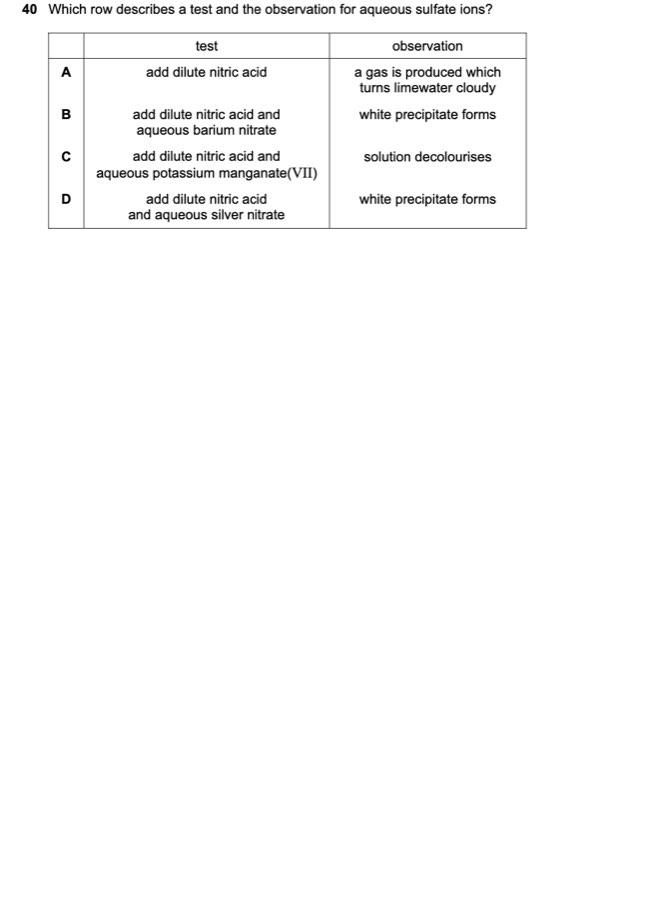 40 Which row describes a test and the observation for aqueous sulfate ions?
test observation
A add dilute nitric acid a gas is produced which
turns limewater cloudy
B add dilute nitric acid and white precipitate forms
aqueous barium nitrate
C add dilute nitric acid and solution decolourises
aqueous potassium manganate(VII)
D add dilute nitric acid white precipitate forms
and aqueous silver nitrate